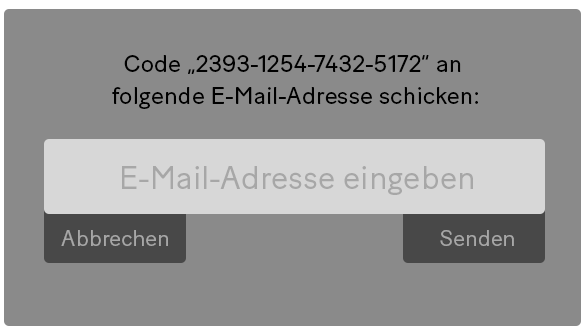 Code „2393-1254-7432-5172“ an
folgende E-Mail-Adresse schicken:
E-Mail-Adresse eingeben
Abbrechen
Senden